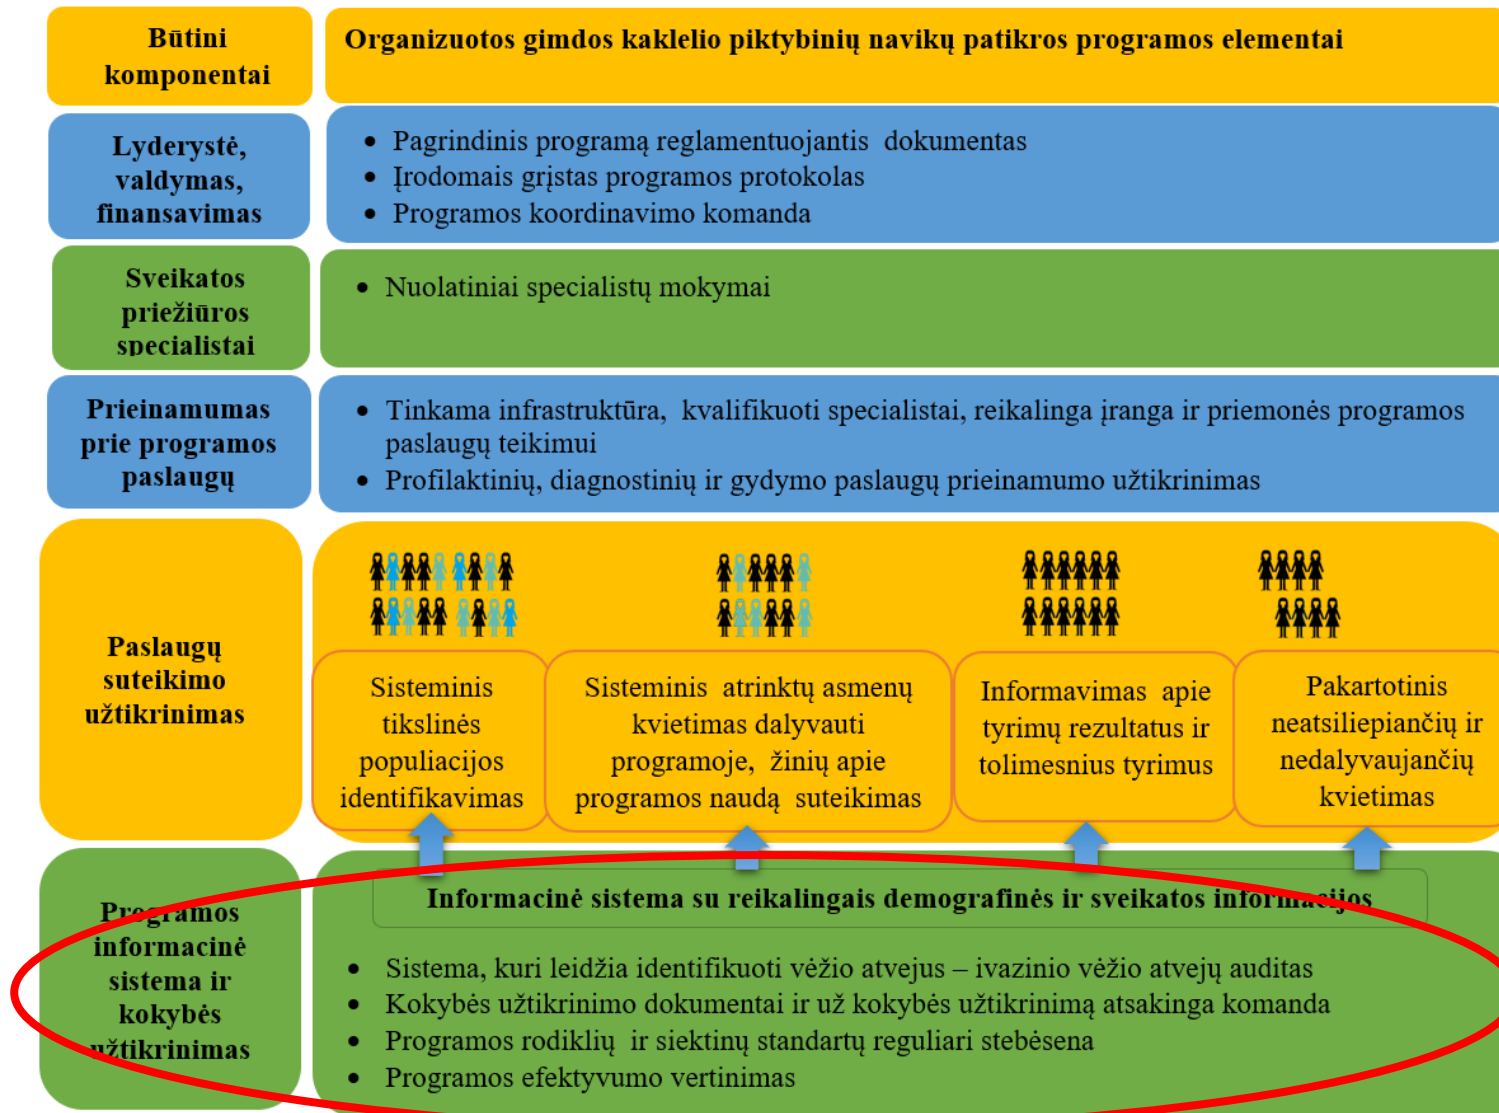 Būtini
komponentai
Organizuotos gimdos kaklelio piktybinių navikų patikros programos elementai
Lyderystė,
valdymas,
finansavimas
• Pagrindinis programą reglamentuojantis dokumentas
• Įrodomais grįstas programos protokolas
• Programos koordinavimo komanda
Sveikatos
priežiūros
specialistai
• Nuolatiniai specialistų mokymai
Prieinamumas
prie programos
paslaugų
• Tinkama infrastruktūra, kvalifikuoti specialistai, reikalinga įranga ir priemonės programos
paslaugų teikimui
• Profilaktinių, diagnostinių ir gydymo paslaugų prieinamumo užtikrinimas
Paslaugų
suteikimo
užtikrinimas
Sisteminis
tikslinės
populiacijos
identifikavimas
Sisteminis atrinktų asmenų
kvietimas dalyvauti
programoje, žinių apie
programos naudą suteikimas
Informavimas apie
tyrimų rezultatus ir
tolimesnius tyrimus
Pakartotinis
neatsiliepiančių ir
nedalyvaujančių
kvietimas
Programos
informacinė
sistema ir
kokybės
užtikrinimas
Informacinė sistema su reikalingais demografinės ir sveikatos informacijos
• Sistema, kuri leidžia identifikuoti vėžio atvejus – ivazinio vėžio atvejų auditas
• Kokybės užtikrinimo dokumentai ir už kokybės užtikrinimą atsakinga komanda
• Programos rodiklių ir siektinų standartų reguliari stebėsena
• Programos efektyvumo vertinimas